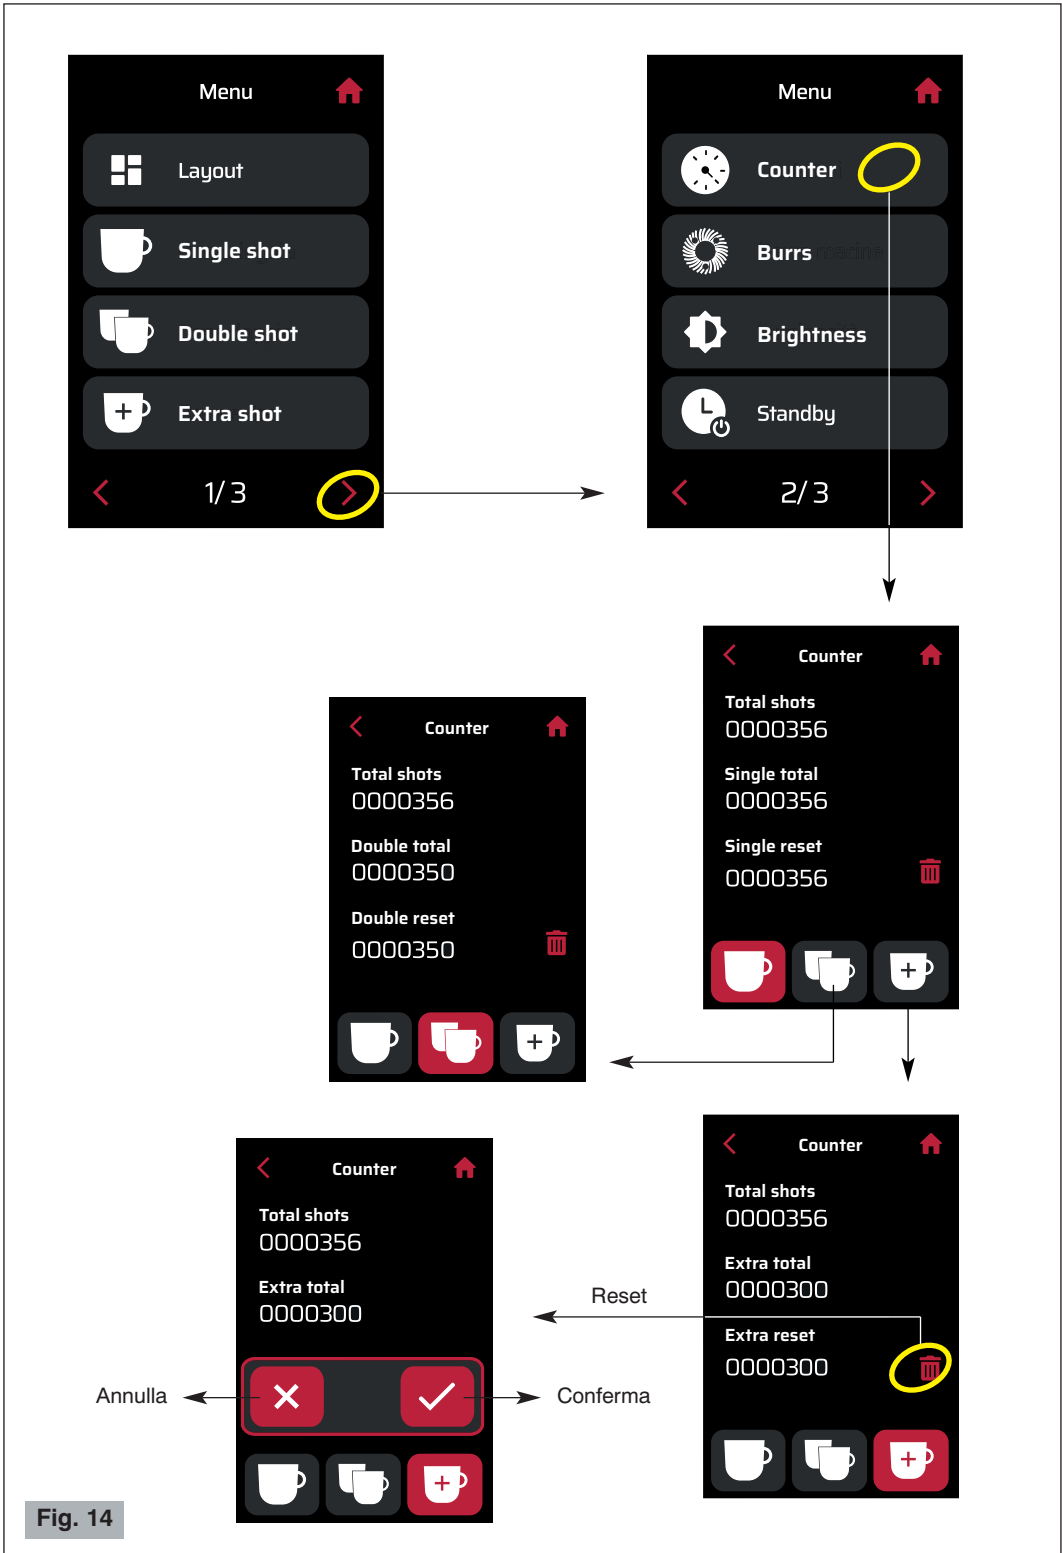 Menu
Layout
Single shot
Double shot
Extra shot
1/3
Menu
Counter
Burrs
Brightness
Standby
2/3
Counter
Total shots
0000356
Single total
0000356
Single reset
0000356
Counter
Total shots
0000356
Double total
0000350
Double reset
0000350
Counter
Total shots
0000356
Extra total
0000300
Extra reset
0000300
Reset
Counter
Total shots
0000356
Extra total
0000300
Annulla
Conferma
Fig. 14